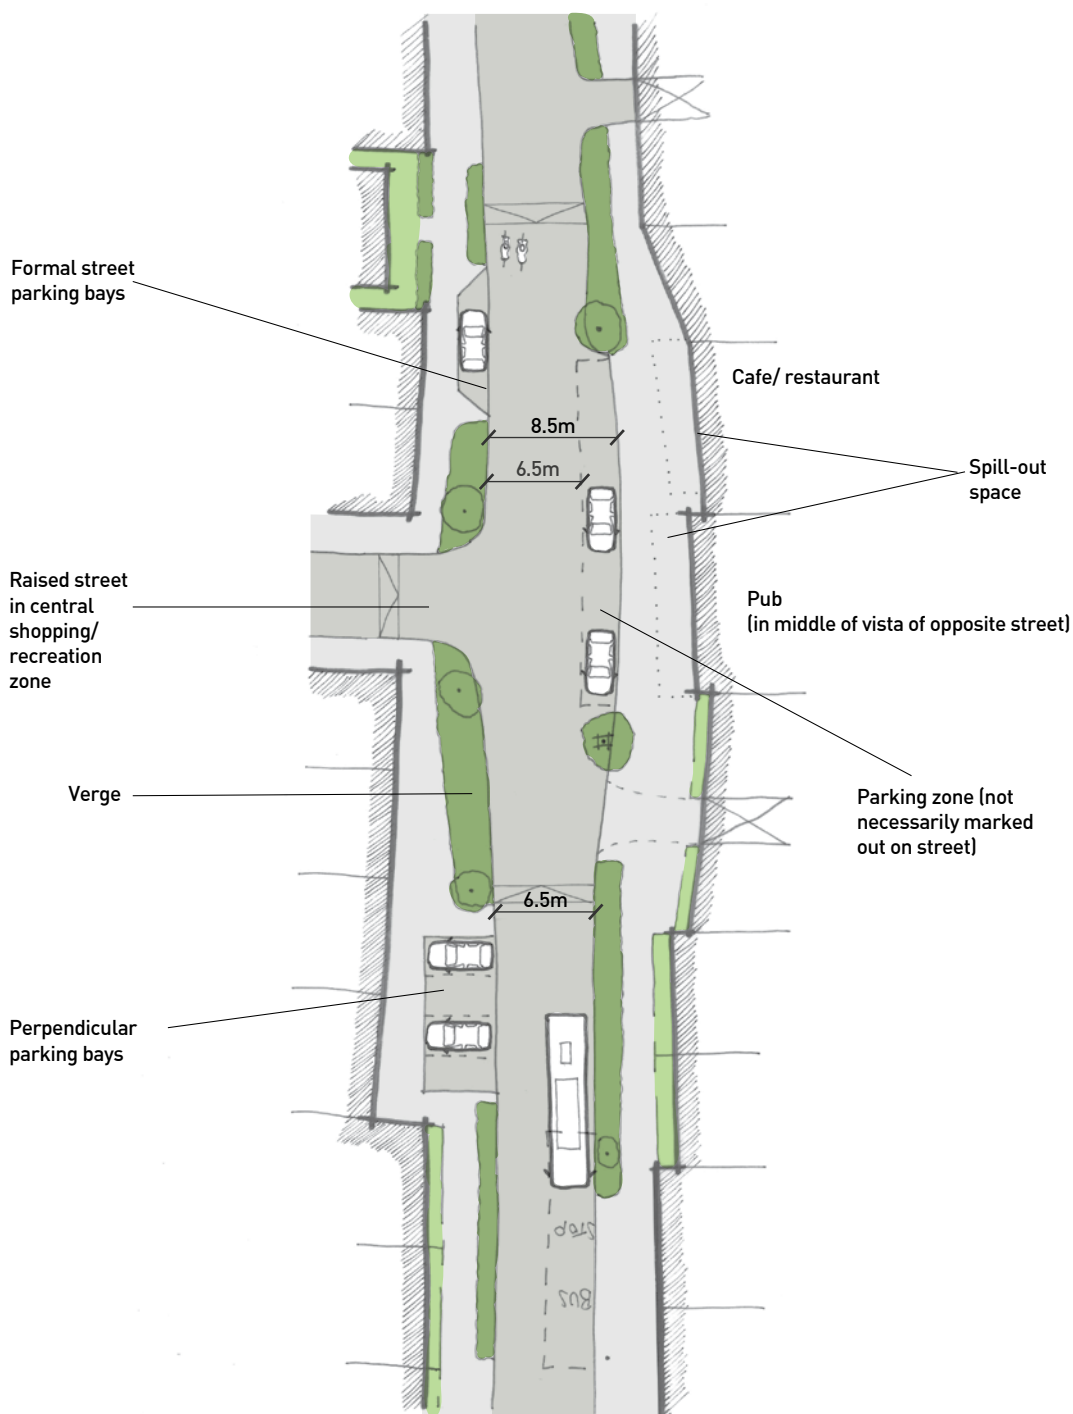 Formal street
parking bays
Cafe/ restaurant
8.5m
6.5m
Spill-out
space
Raised street
in central
shopping/
recreation
zone
Pub
(in middle of vista of opposite street)
Verge
Parking zone (not
necessarily marked
out on street)
6.5m
Perpendicular
parking bays
STOP
BUS